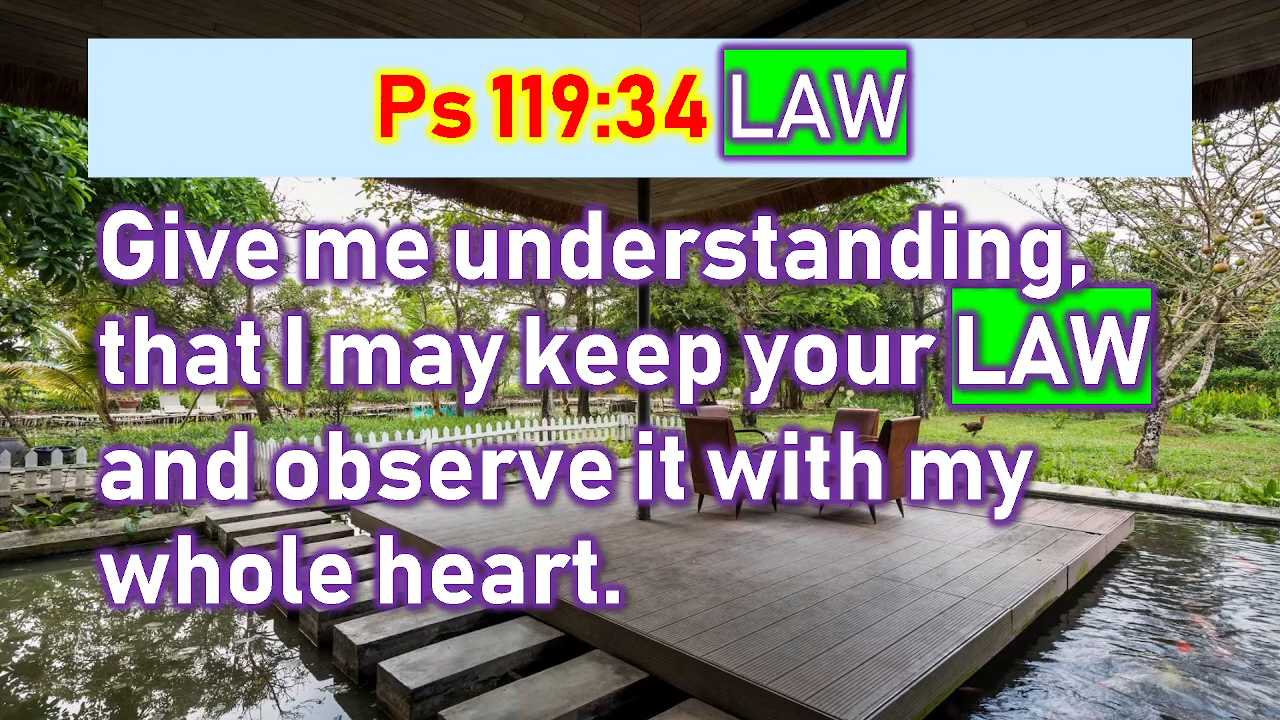 Ps 119:34 LAW
Give me understanding,
that I may keep your LAW
and observe it with my
whole heart.